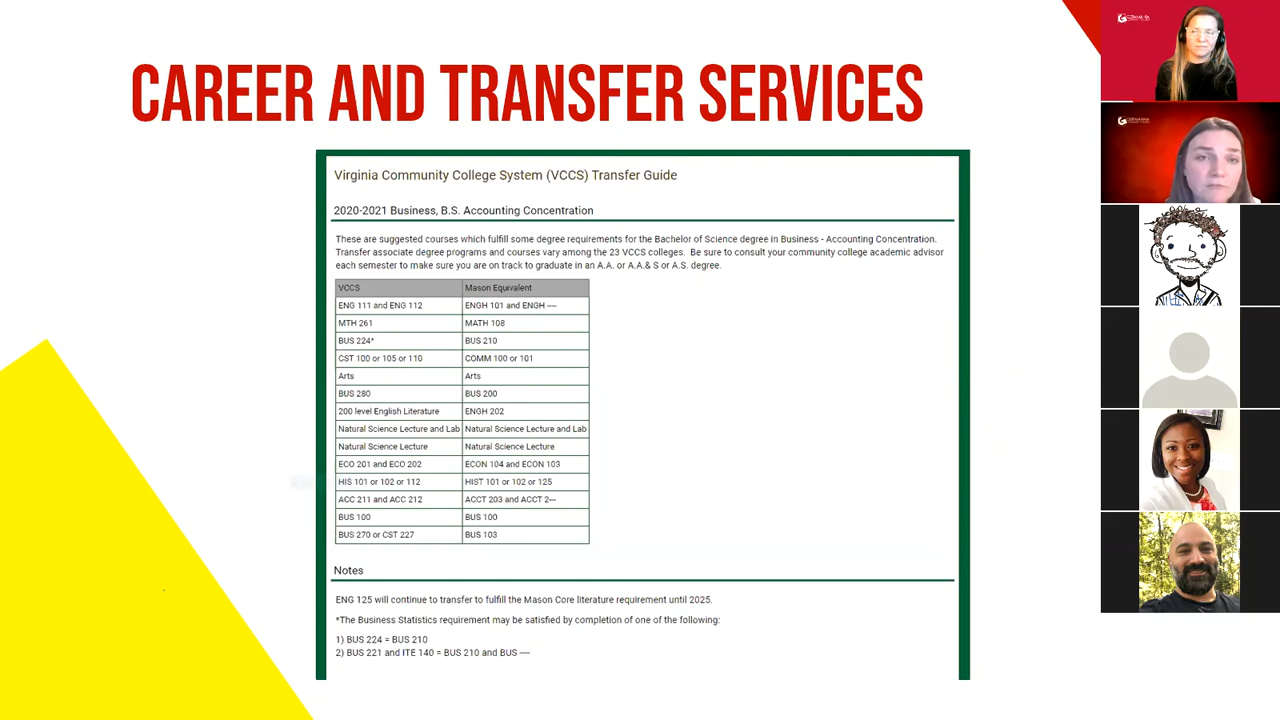 CAREER AND TRANSFER SERVICES
Virginia Community College System (VCCS) Transfer Guide
2020-2021 Business, B.S. Accounting Concentration
These are suggested courses which fulfill some degree requirements for the Bachelor of Science degree in Business - Accounting Concentration.
Transfer associate degree programs and courses vary among the 23 VCCS colleges. Be sure to consult your community college academic advisor
each semester to make sure you are on track to graduate in an A.A. or A.A.& S or A.S. degree.
VCCS Mason Equivalent
ENG 111 and ENG 112 ENGH 101 and ENGH ----
MTH 261 MATH 108
BUS 224* BUS 210
CST 100 or 105 or 110 COMM 100 or 101
Arts Arts
BUS 280 BUS 200
200 level English Literature ENGH 202
Natural Science Lecture and Lab Natural Science Lecture and Lab
Natural Science Lecture Natural Science Lecture
ECO 201 and ECO 202 ECON 104 and ECON 103
HIS 101 or 102 or 112 HIST 101 or 102 or 125
ACC 211 and ACC 212 ACCT 203 and ACCT 2---
BUS 100 BUS 100
BUS 270 or CST 227 BUS 103
Notes
ENG 125 will continue to transfer to fulfill the Mason Core literature requirement until 2025.
*The Business Statistics requirement may be satisfied by completion of one of the following:
1) BUS 224 = BUS 210
2) BUS 221 and ITE 140 = BUS 210 and BUS ----